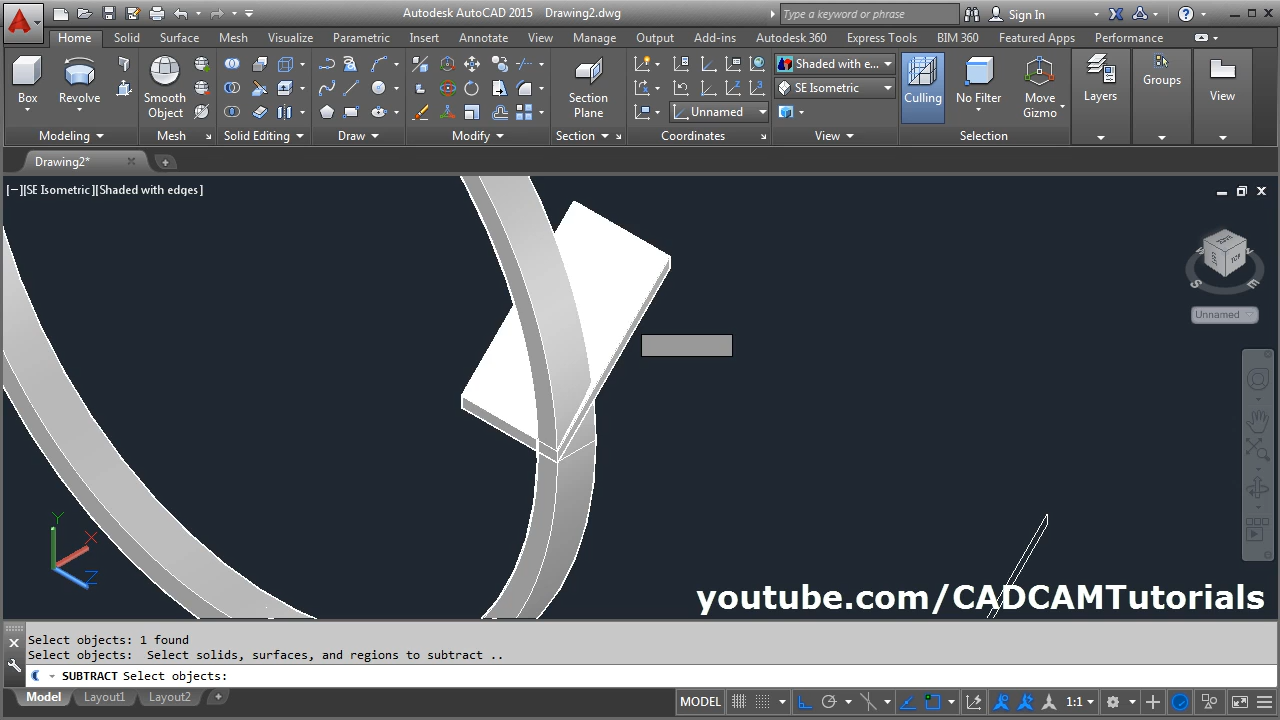 Autodesk AutoCAD 2015 Drawing2.dwg
Type a keyword or phrase
Sign In
Home Solid Surface Mesh Visualize Parametric Insert Annotate View Manage Output Add-ins Autodesk 360 Express Tools BIM 360 Featured Apps Performance
Box
Revolve
Smooth Object
Section Plane
Shaded with e...
SE Isometric
Unnamed
Culling
No Filter
Move Gizmo
Layers
Groups
View
Modeling
Mesh
Solid Editing
Draw
Modify
Section
Coordinates
View
Selection
Drawing2*
[−][SE Isometric][Shaded with edges]
S
E
TOP
Unnamed
Y
X
Z
youtube.com/CADCAMTutorials
Select objects: 1 found
Select objects: Select solids, surfaces, and regions to subtract ..
SUBTRACT Select objects:
Model Layout1 Layout2
MODEL
1:1